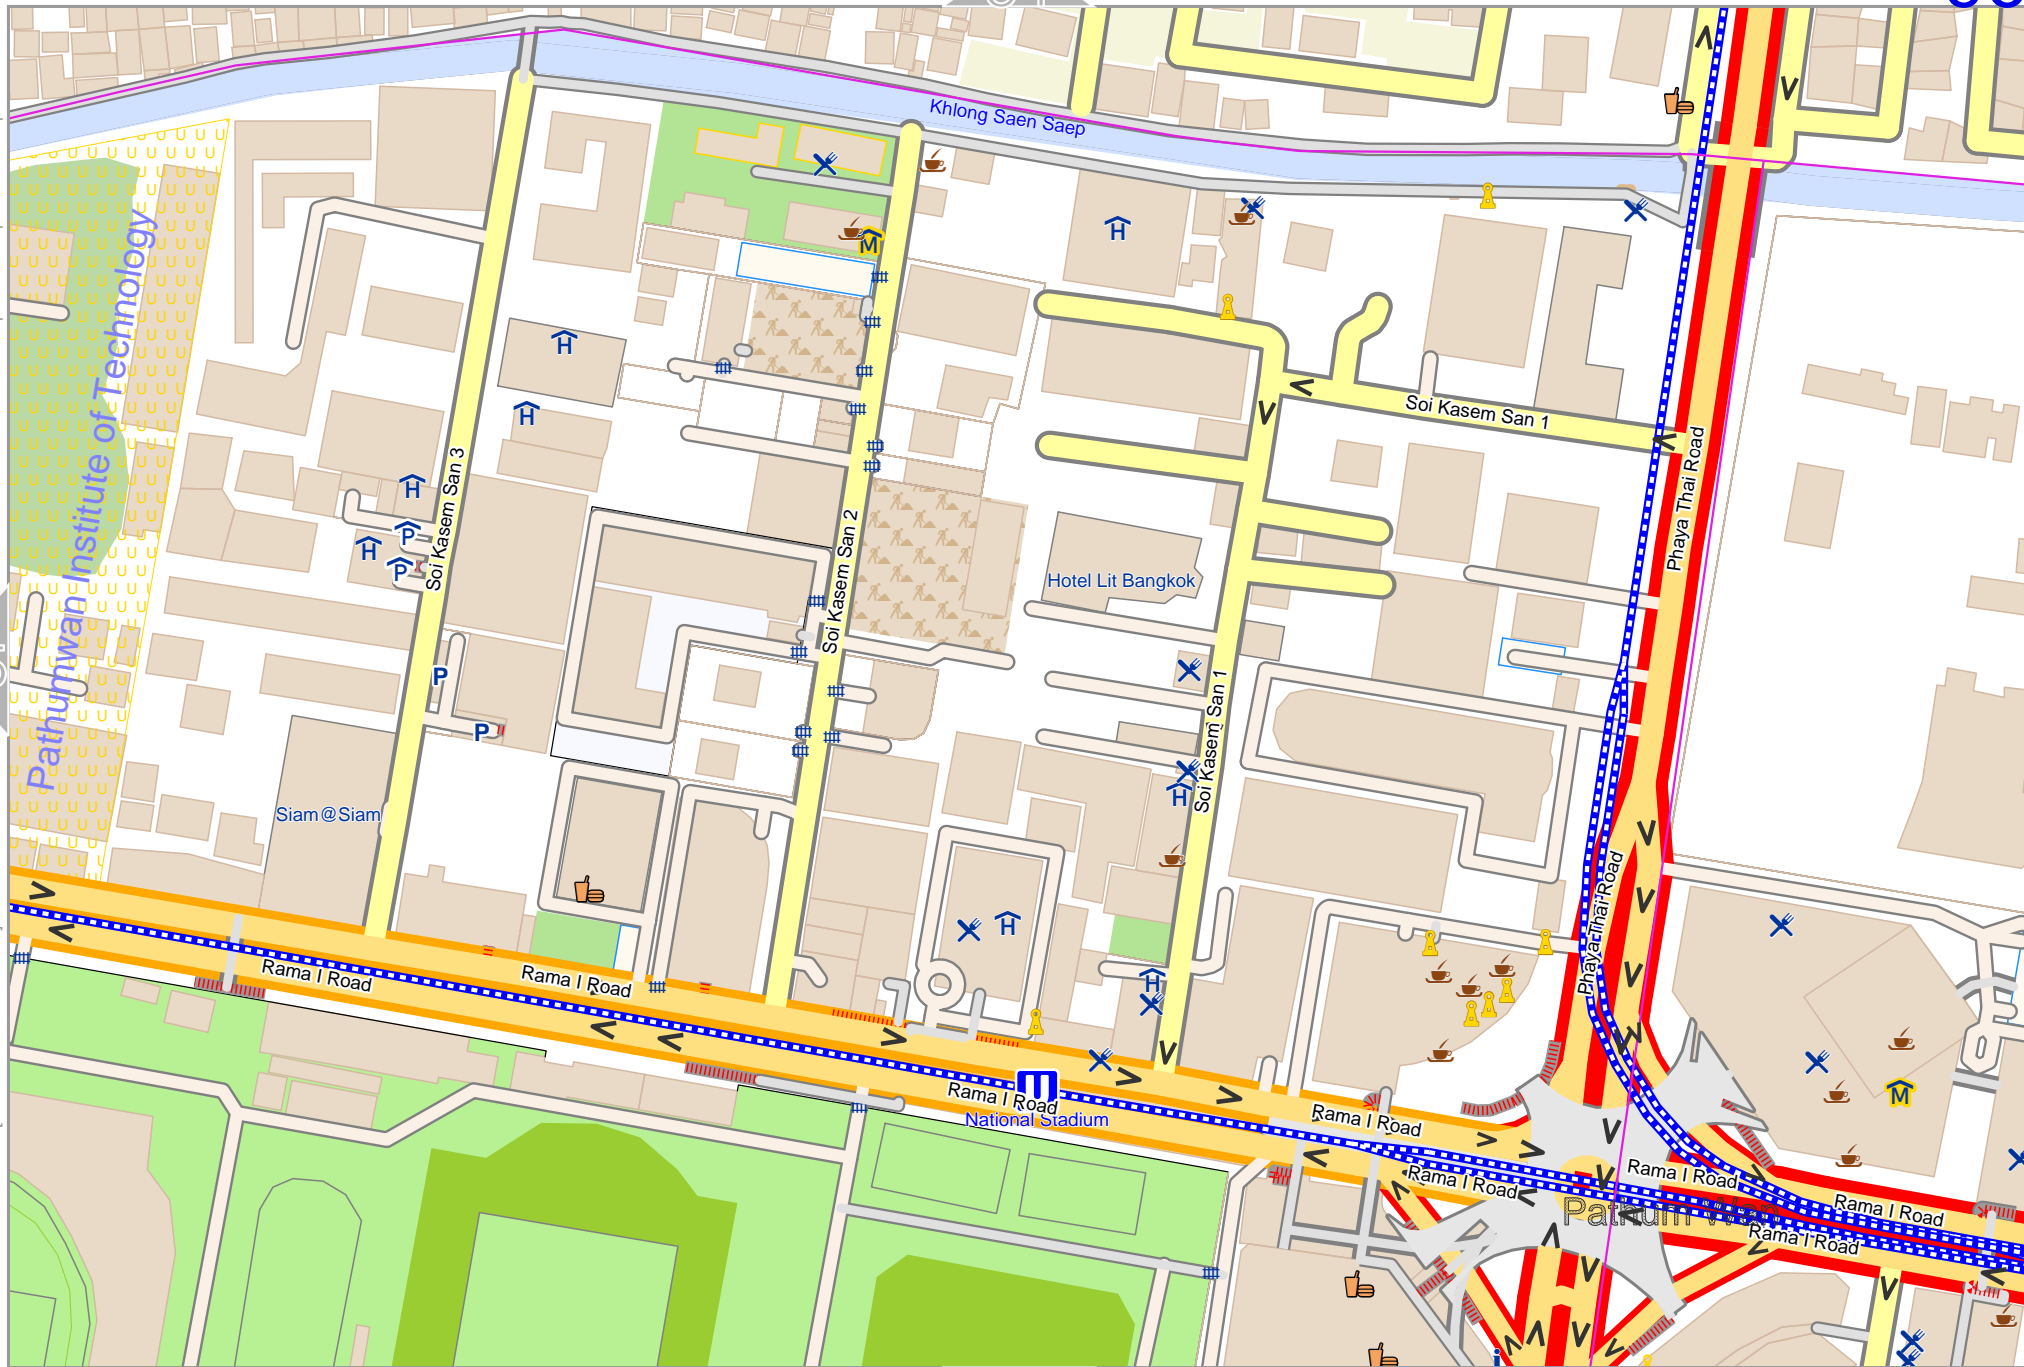 Khlong Saen Saep
Pathumwan Institute of Technology
M
H
H
H
Soi Kasem San 1
H
Soi Kasem San 3
P
H
P
Phaya Thai Road
Soi Kasem San 2
Hotel Lit Bangkok
P
P
Soi Kasem San 1
H
Siam@Siam
Phaya Thai Road
H
H
Rama I Road
Rama I Road
Rama I Road
National Stadium
Rama I Road
M
Rama I Road
Rama I Road
Rama I Road
Pathum Wan
Rama I Road
i